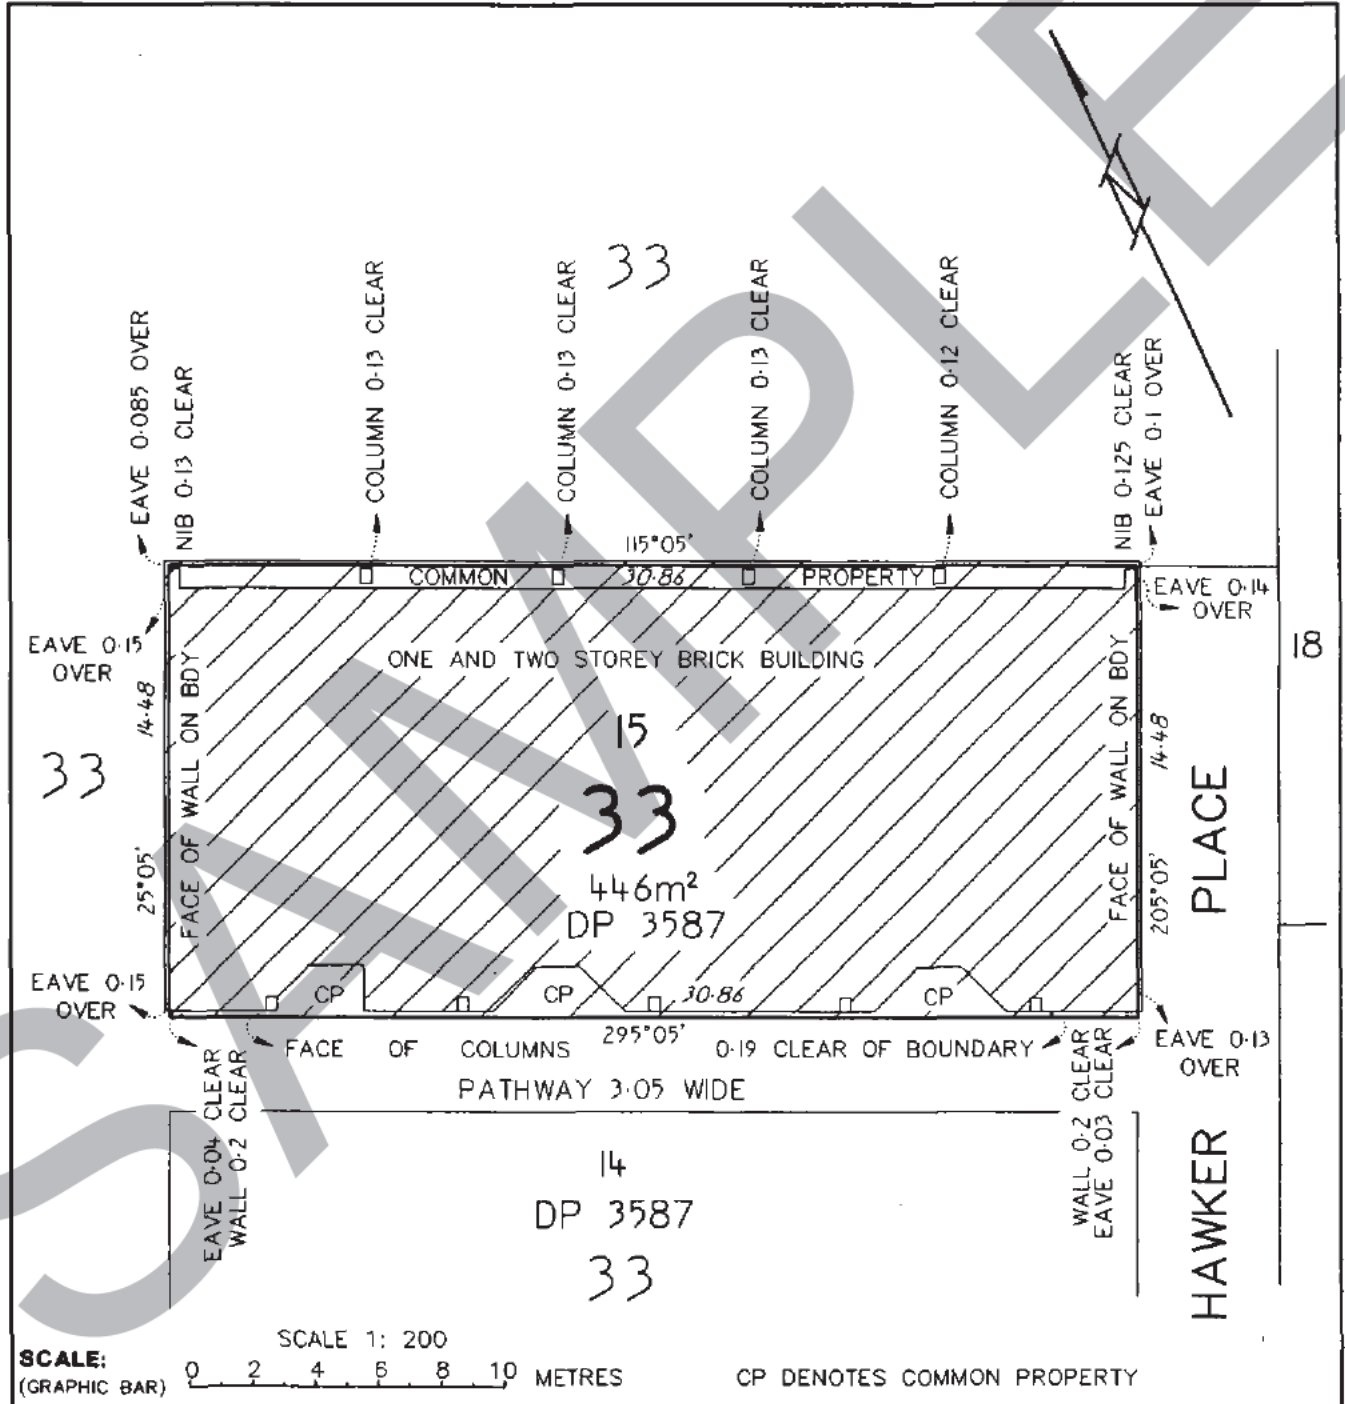 SAMPLE
33
EAVE 0·085 OVER
NIB 0·13 CLEAR
COLUMN 0·13 CLEAR
COLUMN 0·13 CLEAR
COLUMN 0·13 CLEAR
COLUMN 0·12 CLEAR
NIB 0·125 CLEAR
EAVE 0·1 OVER
115°05'
COMMON 30·86 PROPERTY
EAVE 0·14
OVER
EAVE 0·15
OVER
ONE AND TWO STOREY BRICK BUILDING
18
14·48
FACE OF WALL ON BDY
25°05'
33
15
33
446m²
DP 3587
FACE OF WALL ON BDY
14·48
205°05'
HAWKER PLACE
EAVE 0·15
OVER
CP
CP
30·86
CP
EAVE 0·13
OVER
295°05'
FACE OF COLUMNS 0·19 CLEAR OF BOUNDARY
PATHWAY 3·05 WIDE
EAVE 0·04 CLEAR
WALL 0·2 CLEAR
WALL 0·2 CLEAR
EAVE 0·03 CLEAR
14
DP 3587
33
SCALE 1: 200
SCALE:
(GRAPHIC BAR)
0 2 4 6 8 10 METRES
CP DENOTES COMMON PROPERTY